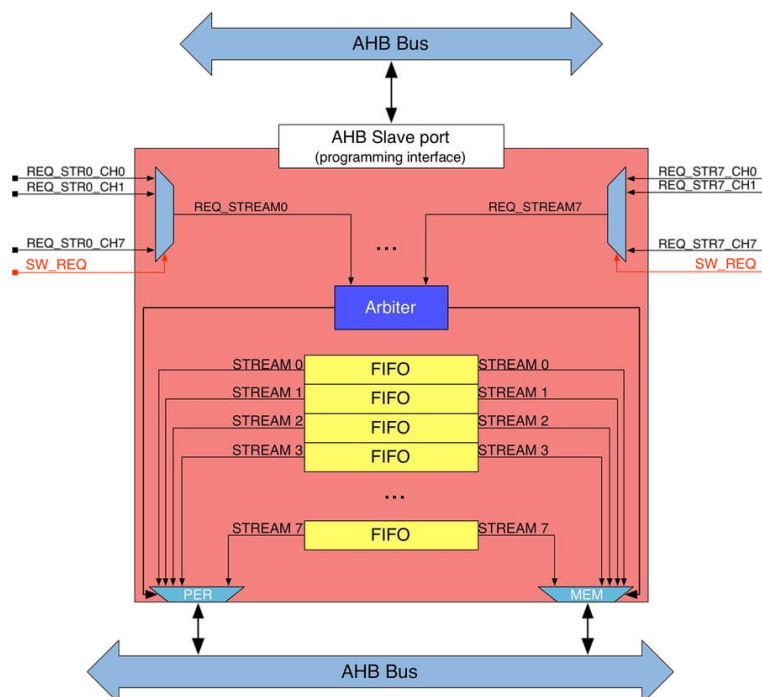 AHB Bus
AHB Slave port
(programming interface)
REQ_STR0_CH0
REQ_STR0_CH1
REQ_STR0_CH7
SW_REQ
REQ_STREAM0
...
REQ_STREAM7
REQ_STR7_CH0
REQ_STR7_CH1
REQ_STR7_CH7
SW_REQ
Arbiter
STREAM 0 FIFO STREAM 0
STREAM 1 FIFO STREAM 1
STREAM 2 FIFO STREAM 2
STREAM 3 FIFO STREAM 3
...
STREAM 7 FIFO STREAM 7
PER
MEM
AHB Bus